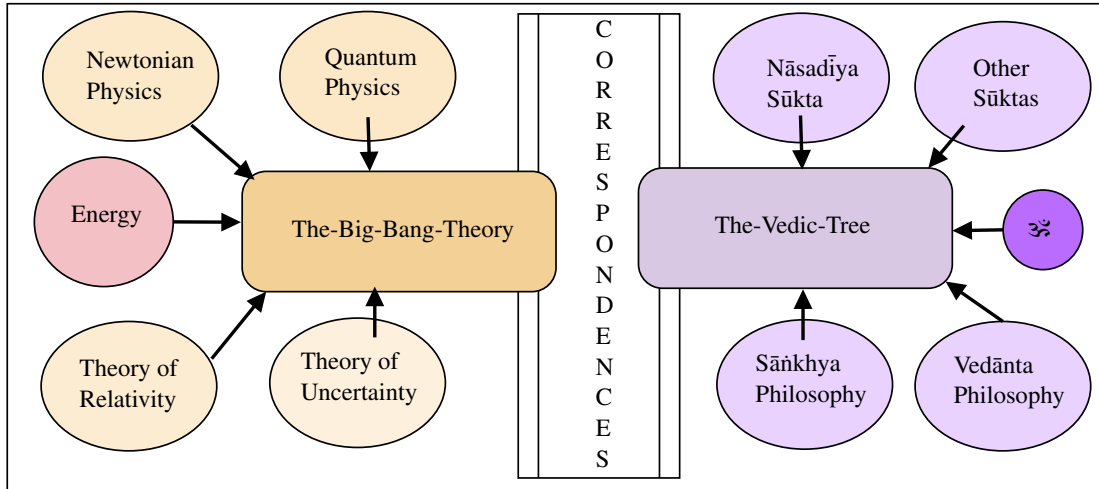 Newtonian
Physics
Quantum
Physics
Energy
The-Big-Bang-Theory
Theory of
Relativity
Theory of
Uncertainty
C
O
R
R
E
S
P
O
N
D
E
N
C
E
S
Nāsadīya
Sūkta
Other
Sūktas
The-Vedic-Tree
ॐ
Sāṅkhya
Philosophy
Vedānta
Philosophy